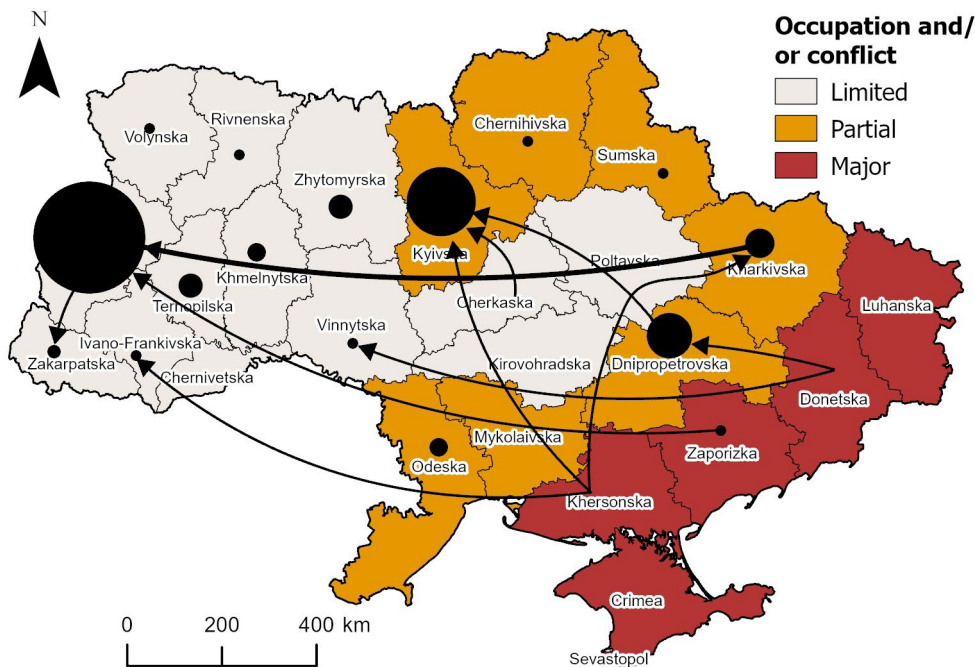 N
Occupation and/
or conflict
Limited
Partial
Major
Volynska
Rivnenska
Zhytomyrska
Chernihivska
Sumska
Kyivska
Poltavska
Kharkivska
Khmelnytska
Ternopilska
Cherkaska
Luhanska
Vinnytska
Ivano-Frankivska
Zakarpatska
Chernivetska
Kirovohradska
Dnipropetrovska
Donetska
Mykolaivska
Odeska
Zaporizka
Khersonska
Crimea
Sevastopol
0 200 400 km